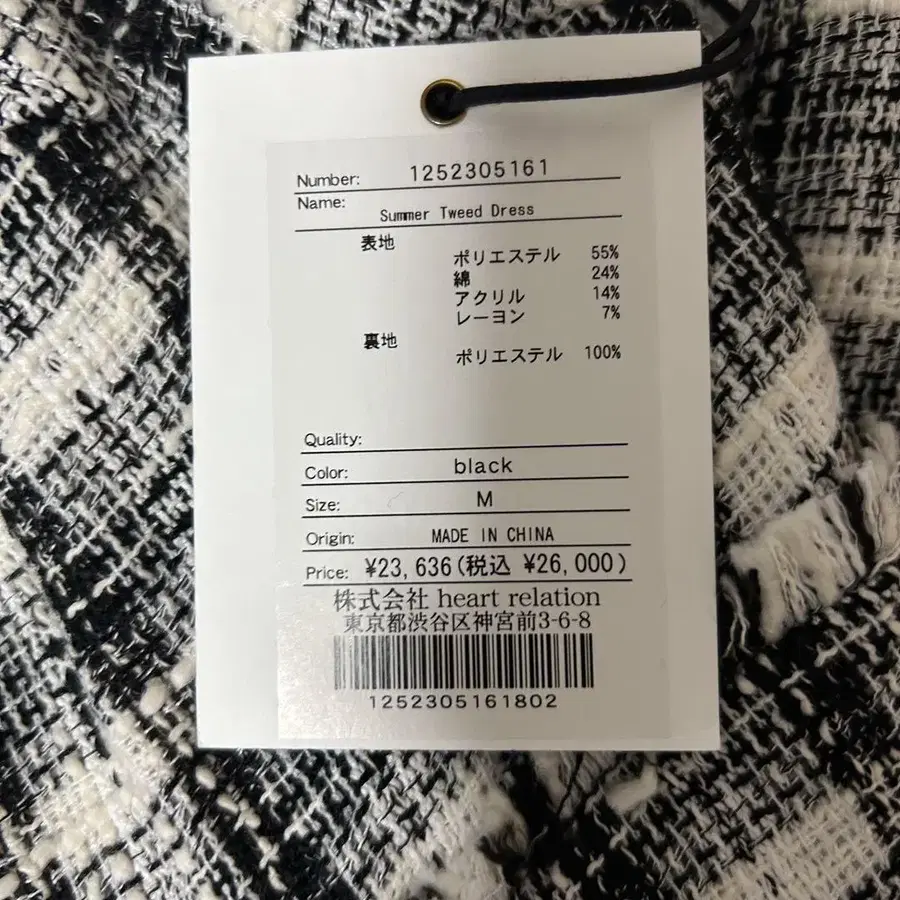 Number: 1252305161
Name: Summer Tweed Dress
表地
ポリエステル 55%
綿 24%
アクリル 14%
レーヨン 7%
裏地
ポリエステル 100%
Quality:
Color: black
Size: M
Origin: MADE IN CHINA
Price: ¥23,636(税込 ¥26,000)
株式会社 heart relation
東京都渋谷区神宮前3-6-8
1252305161802